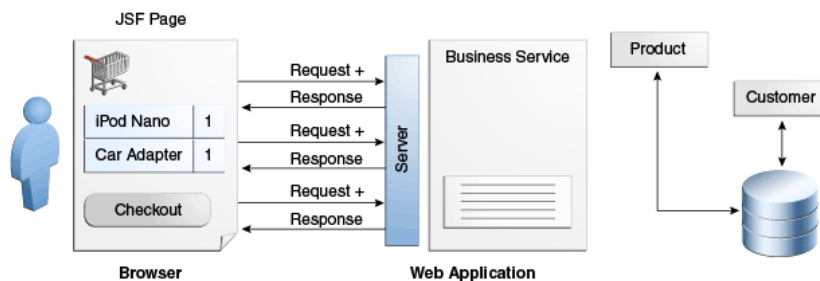 JSF Page
iPod Nano 1
Car Adapter 1
Checkout
Browser
Request +
Response
Request +
Response
Request +
Response
Server
Business Service
Web Application
Product
Customer